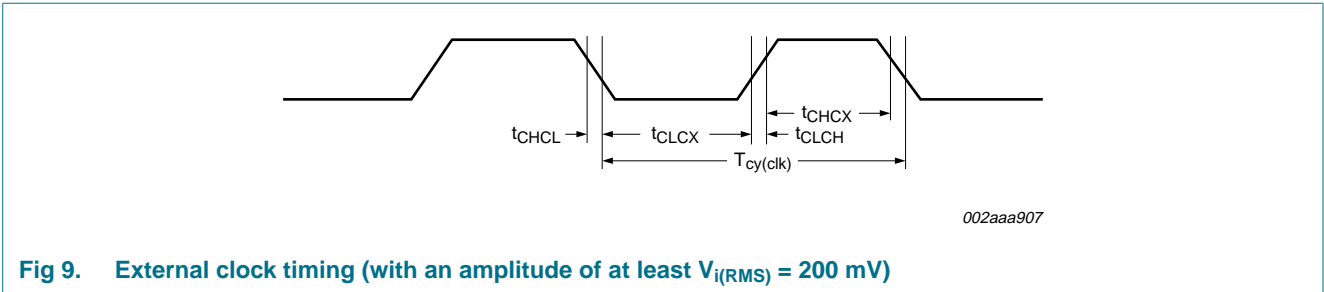 tCHCX
tCHCL tCLCX tCLCH
Tcy(clk)
002aaa907
Fig 9. External clock timing (with an amplitude of at least Vi(RMS) = 200 mV)